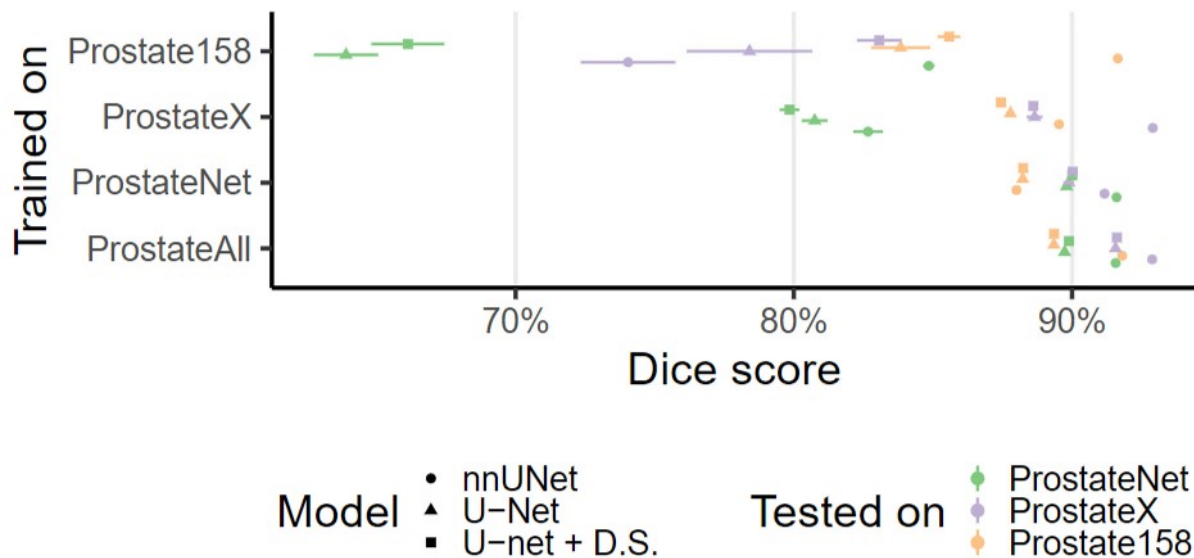 Trained on
Prostate158
ProstateX
ProstateNet
ProstateAll
70% 80% 90%
Dice score
Model
nnUNet
U-Net
U-net + D.S.
Tested on
ProstateNet
ProstateX
Prostate158